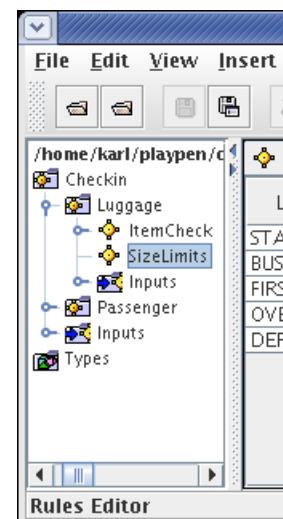 File Edit View Insert
/home/karl/playpen/
Checkin
Luggage
ItemCheck
SizeLimits
Inputs
Passenger
Inputs
Types
L
STA
BUS
FIRS
OVE
DEF
Rules Editor